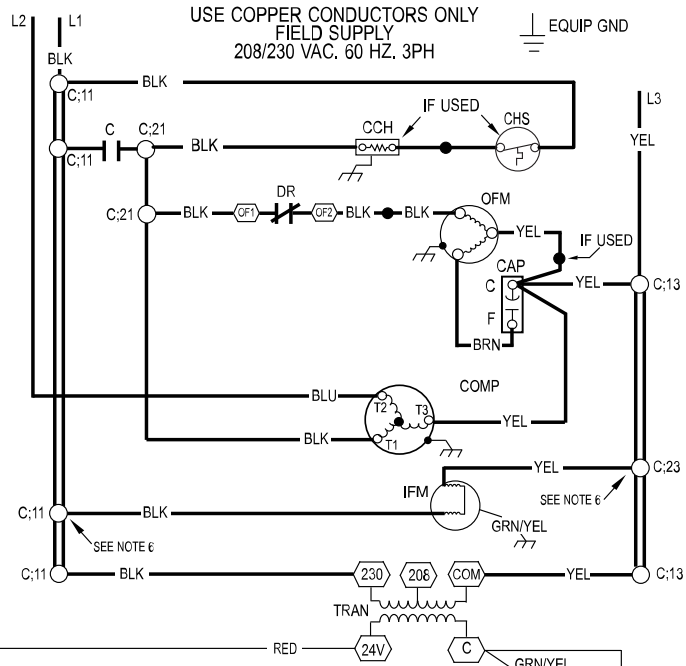 USE COPPER CONDUCTORS ONLY
FIELD SUPPLY
208/230 VAC. 60 HZ. 3PH
EQUIP GND
L2
L1
BLK
C;11
BLK
L3
IF USED
CHS
CCH
C;11
C
C;21
BLK
YEL
C;21
BLK
OF1
DR
OF2
BLK
BLK
OFM
YEL
IF USED
CAP
C
YEL
C;13
F
BRN
COMP
BLU
T2
T3
YEL
BLK
T1
YEL
C;23
IFM
SEE NOTE 6
C;11
BLK
GRN/YEL
SEE NOTE 6
C;11
BLK
230
208
COM
YEL
C;13
TRAN
RED
24V
C
GRN/YEL